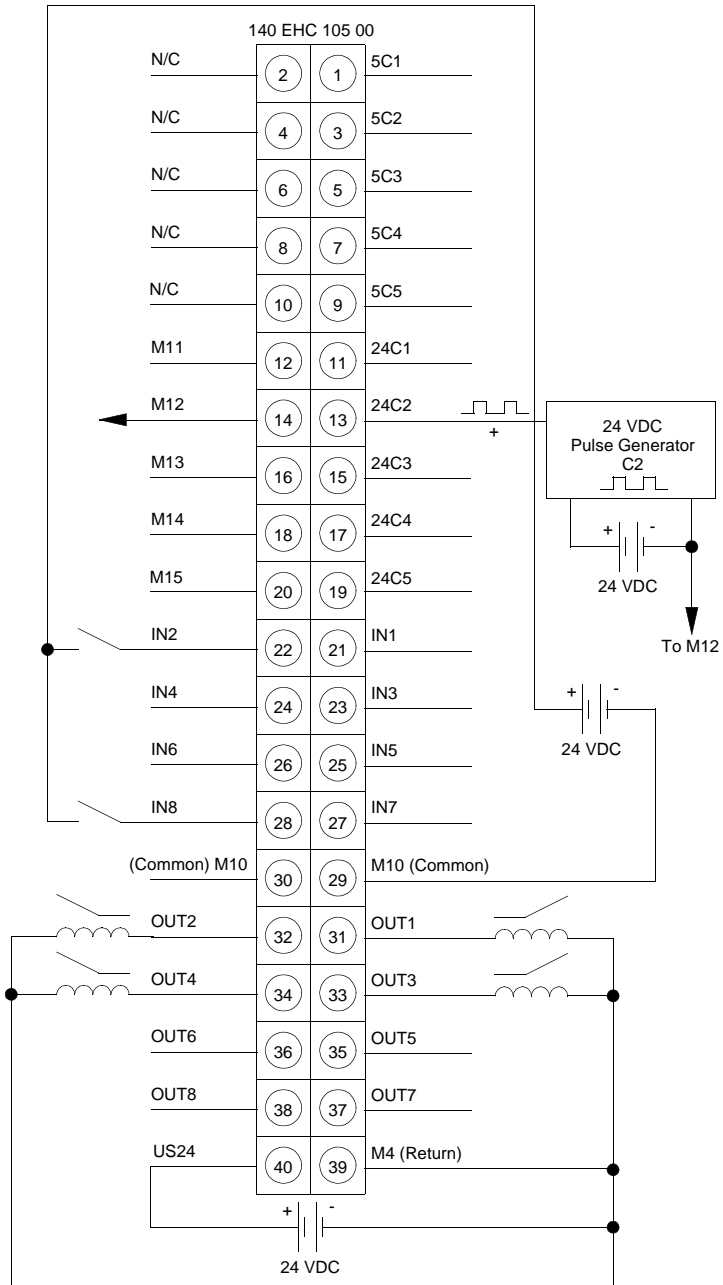 140 EHC 105 00
N/C 2 1 5C1
N/C 4 3 5C2
N/C 6 5 5C3
N/C 8 7 5C4
N/C 10 9 5C5
M11 12 11 24C1
M12 14 13 24C2
+
24 VDC
Pulse Generator
C2
M13 16 15 24C3
M14 18 17 24C4
+ -
24 VDC
M15 20 19 24C5
To M12
IN2 22 21 IN1
IN4 24 23 IN3
+ -
24 VDC
IN6 26 25 IN5
IN8 28 27 IN7
(Common) M10 30 29 M10 (Common)
OUT2 32 31 OUT1
OUT4 34 33 OUT3
OUT6 36 35 OUT5
OUT8 38 37 OUT7
US24 40 39 M4 (Return)
+ -
24 VDC